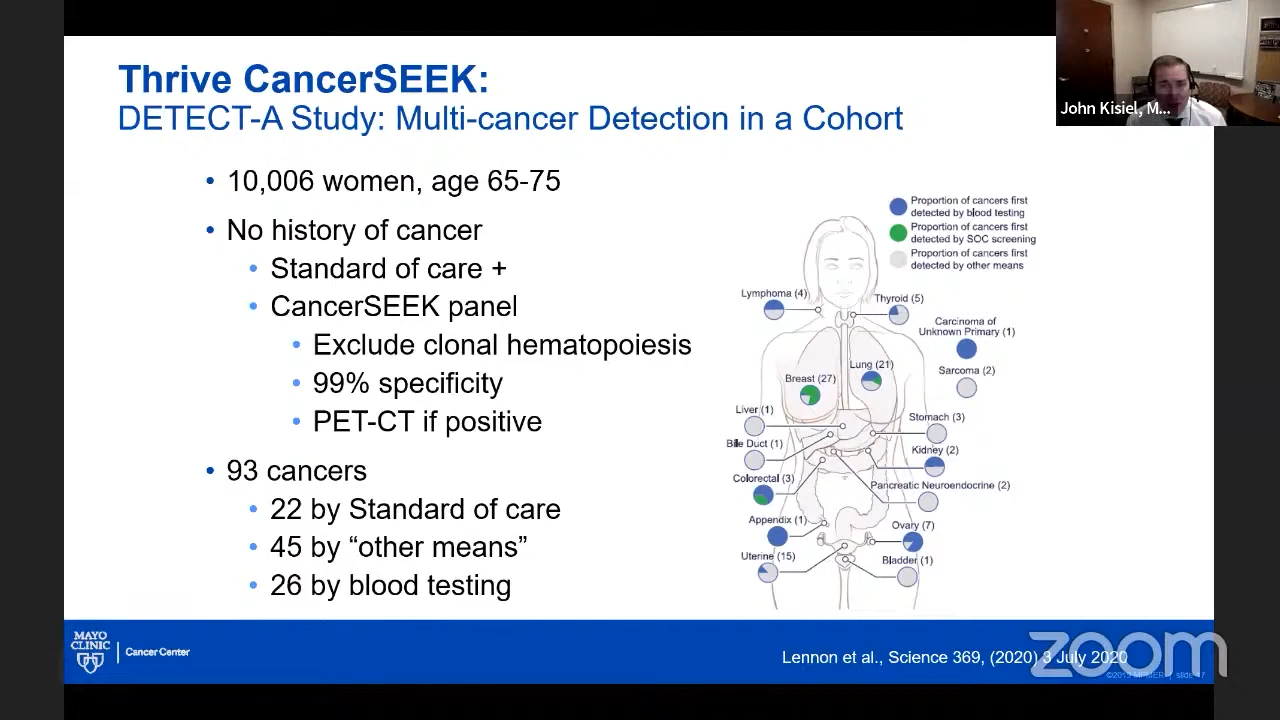 Thrive CancerSEEK:
DETECT-A Study: Multi-cancer Detection in a Cohort
John Kisiel, M...
• 10,006 women, age 65-75
• No history of cancer
• Standard of care +
• CancerSEEK panel
• Exclude clonal hematopoiesis
• 99% specificity
• PET-CT if positive
• 93 cancers
• 22 by Standard of care
• 45 by “other means”
• 26 by blood testing
Proportion of cancers first
detected by blood testing
Proportion of cancers first
detected by SOC screening
Proportion of cancers first
detected by other means
Lymphoma (4)
Thyroid (5)
Carcinoma of
Unknown Primary (1)
Lung (21)
Sarcoma (2)
Breast (27)
Liver (1)
Stomach (3)
Bile Duct (1)
Kidney (2)
Colorectal (3)
Pancreatic Neuroendocrine (2)
Appendix (1)
Ovary (7)
Uterine (15)
Bladder (1)
MAYO
CLINIC
Cancer Center
Lennon et al., Science 369, (2020) 3 July 2020
zoom